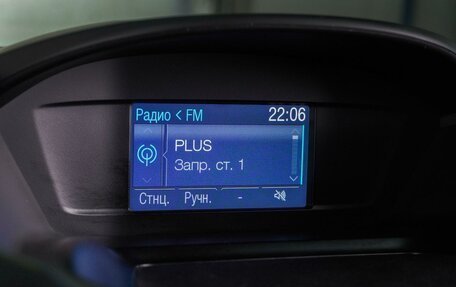 Радио < FM 22:06
PLUS
Запр. ст. 1
Стнц. Ручн. -